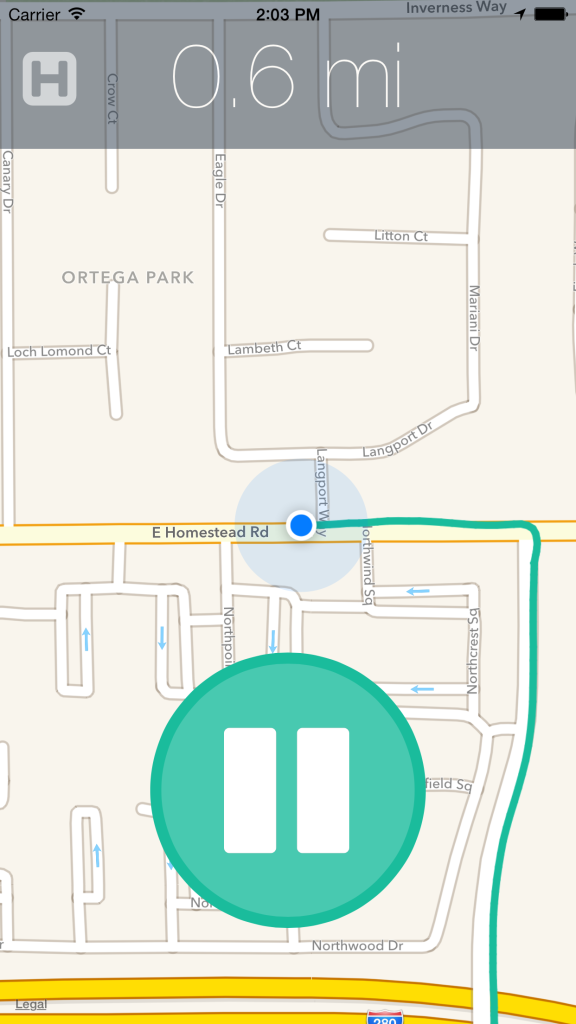 Carrier 2:03 PM
Inverness Way
H
0.6 mi
Crow Ct
Canary Dr
Eagle Dr
Litton Ct
ORTEGA PARK
Mariani Dr
Loch Lomond Ct
Lambeth Ct
Langport Dr
Langport Way
E Homestead Rd
Northwind Sq
Northcrest Sq
Northpoi
field Sq
No
Northwood Dr
Legal
280